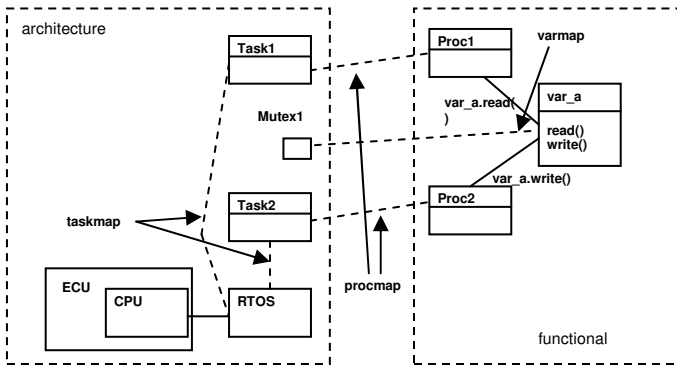 architecture
Task1
Proc1
varmap
var_a
var_a.read(
)
Mutex1
read()
write()
var_a.write()
Task2
Proc2
taskmap
ECU
CPU
RTOS
procmap
functional